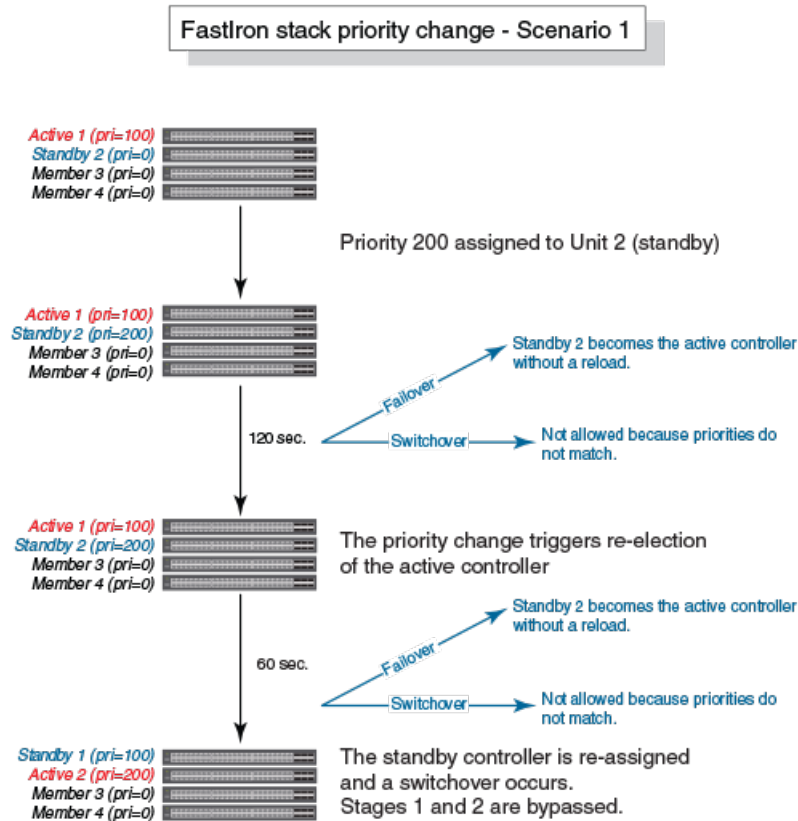 FastIron stack priority change - Scenario 1
Active 1 (pri=100)
Standby 2 (pri=0)
Member 3 (pri=0)
Member 4 (pri=0)
Priority 200 assigned to Unit 2 (standby)
Active 1 (pri=100)
Standby 2 (pri=200)
Member 3 (pri=0)
Member 4 (pri=0)
120 sec.
Failover
Standby 2 becomes the active controller
without a reload.
Switchover
Not allowed because priorities do
not match.
Active 1 (pri=100)
Standby 2 (pri=200)
Member 3 (pri=0)
Member 4 (pri=0)
The priority change triggers re-election
of the active controller
60 sec.
Failover
Standby 2 becomes the active controller
without a reload.
Switchover
Not allowed because priorities do
not match.
Standby 1 (pri=100)
Active 2 (pri=200)
Member 3 (pri=0)
Member 4 (pri=0)
The standby controller is re-assigned
and a switchover occurs.
Stages 1 and 2 are bypassed.